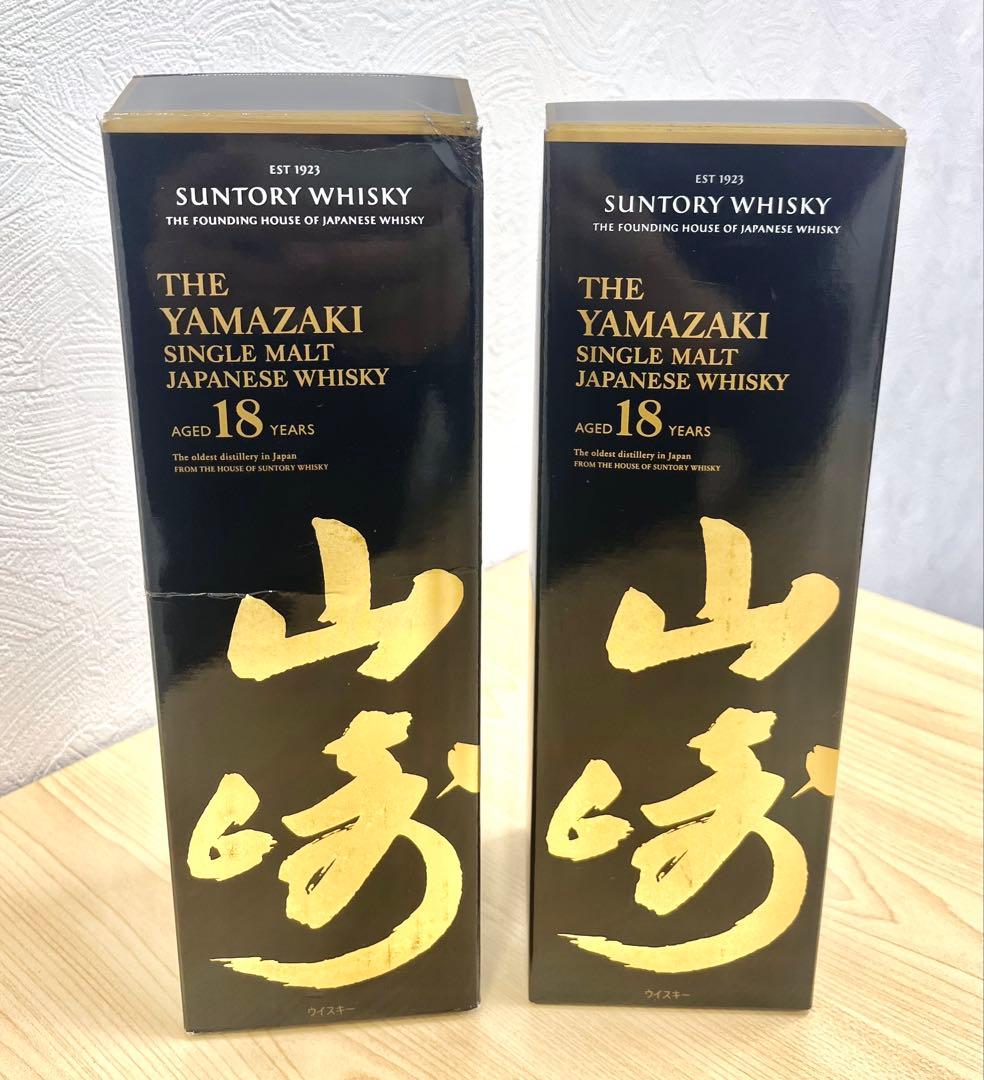 EST 1923
SUNTORY WHISKY
THE FOUNDING HOUSE OF JAPANESE WHISKY
THE
YAMAZAKI
SINGLE MALT
JAPANESE WHISKY
AGED 18 YEARS
The oldest distillery in Japan
FROM THE HOUSE OF SUNTORY WHISKY
山崎
ウイスキー
EST 1923
SUNTORY WHISKY
THE FOUNDING HOUSE OF JAPANESE WHISKY
THE
YAMAZAKI
SINGLE MALT
JAPANESE WHISKY
AGED 18 YEARS
The oldest distillery in Japan
FROM THE HOUSE OF SUNTORY WHISKY
山崎
ウイスキー